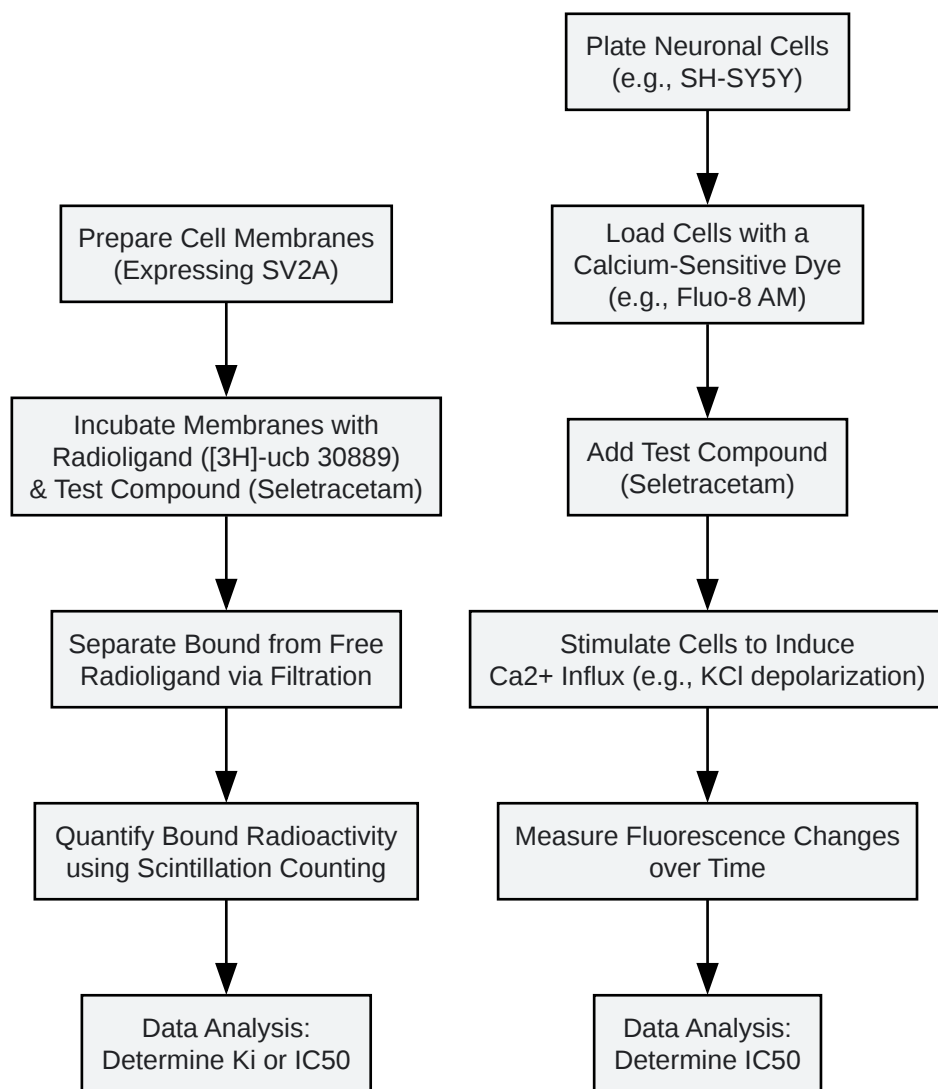 Prepare Cell Membranes
(Expressing SV2A)
Incubate Membranes with
Radioligand ([3H]-ucb 30889)
& Test Compound (Seletracetam)
Separate Bound from Free
Radioligand via Filtration
Quantify Bound Radioactivity
using Scintillation Counting
Data Analysis:
Determine Ki or IC50
Plate Neuronal Cells
(e.g., SH-SY5Y)
Load Cells with a
Calcium-Sensitive Dye
(e.g., Fluo-8 AM)
Add Test Compound
(Seletracetam)
Stimulate Cells to Induce
Ca2+ Influx (e.g., KCl depolarization)
Measure Fluorescence Changes
over Time
Data Analysis:
Determine IC50